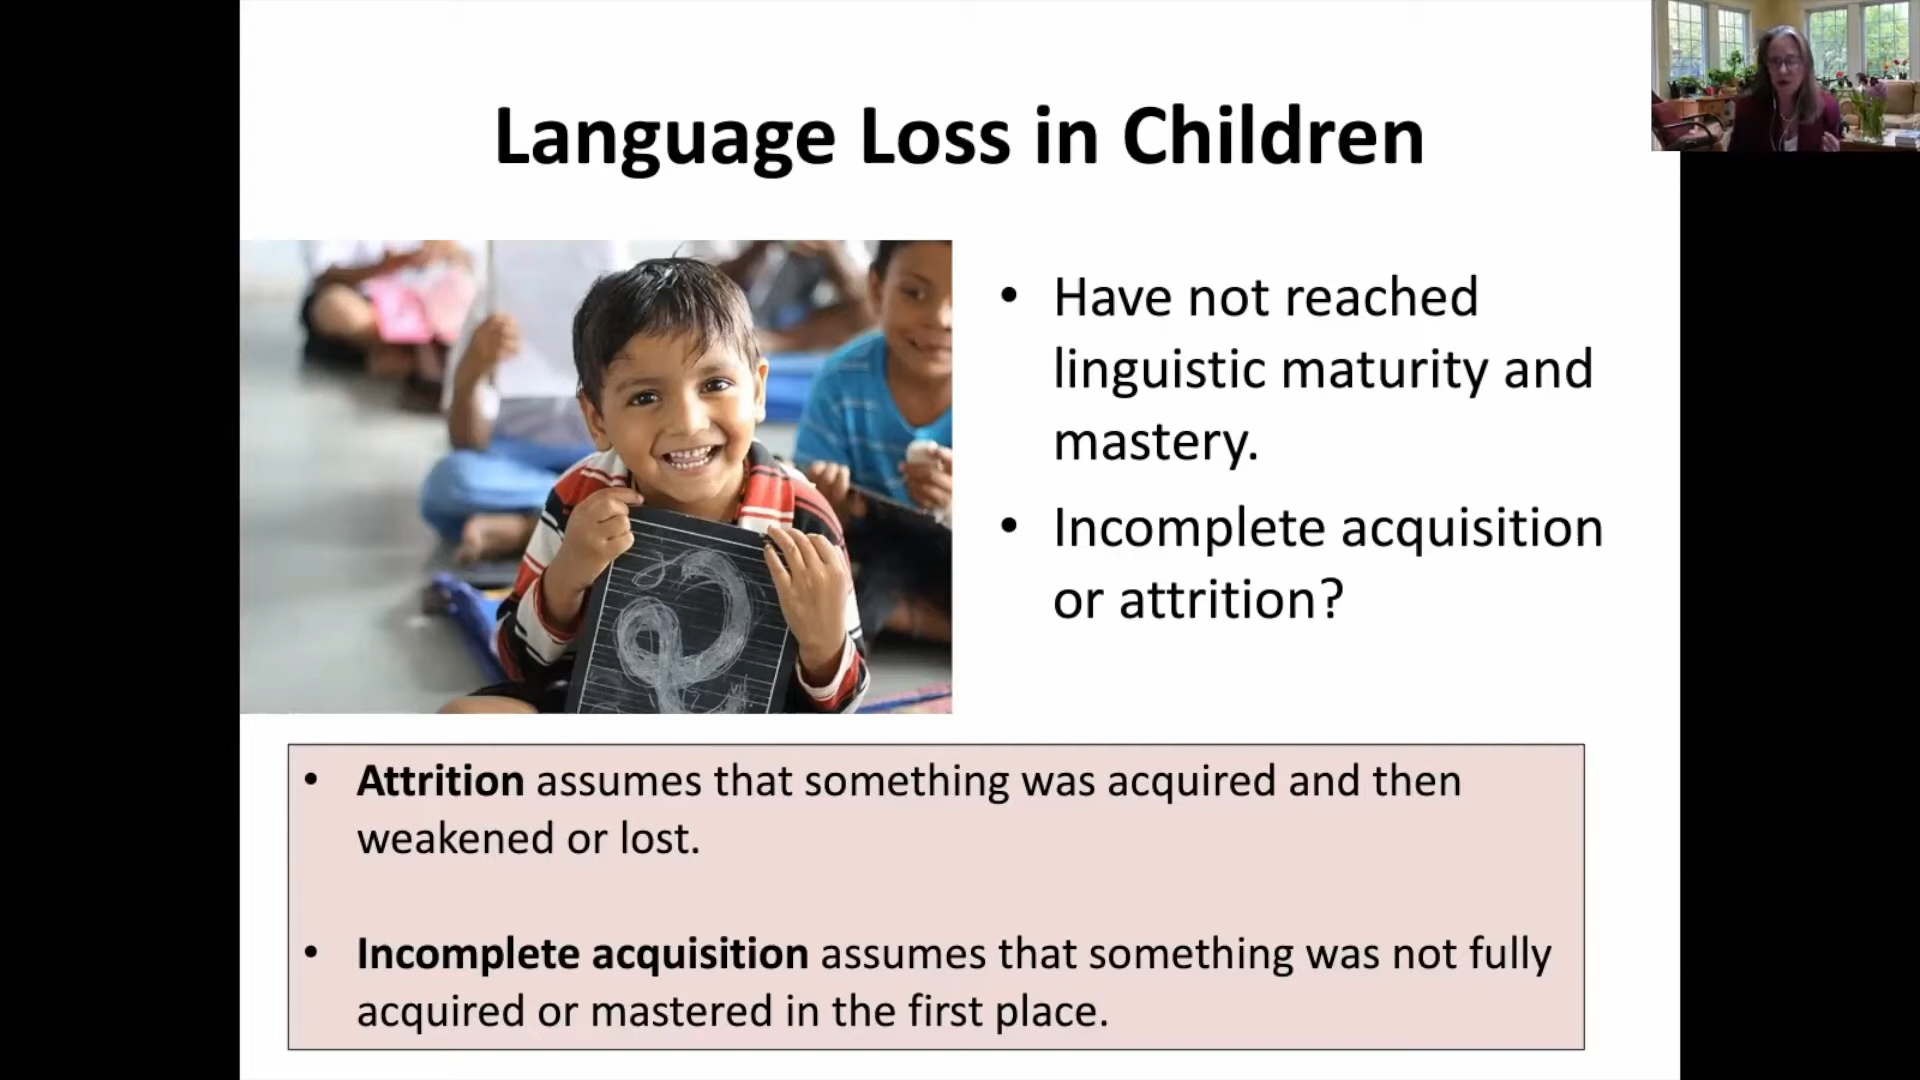 Language Loss in Children
• Have not reached
linguistic maturity and
mastery.
• Incomplete acquisition
or attrition?
• Attrition assumes that something was acquired and then
weakened or lost.
• Incomplete acquisition assumes that something was not fully
acquired or mastered in the first place.